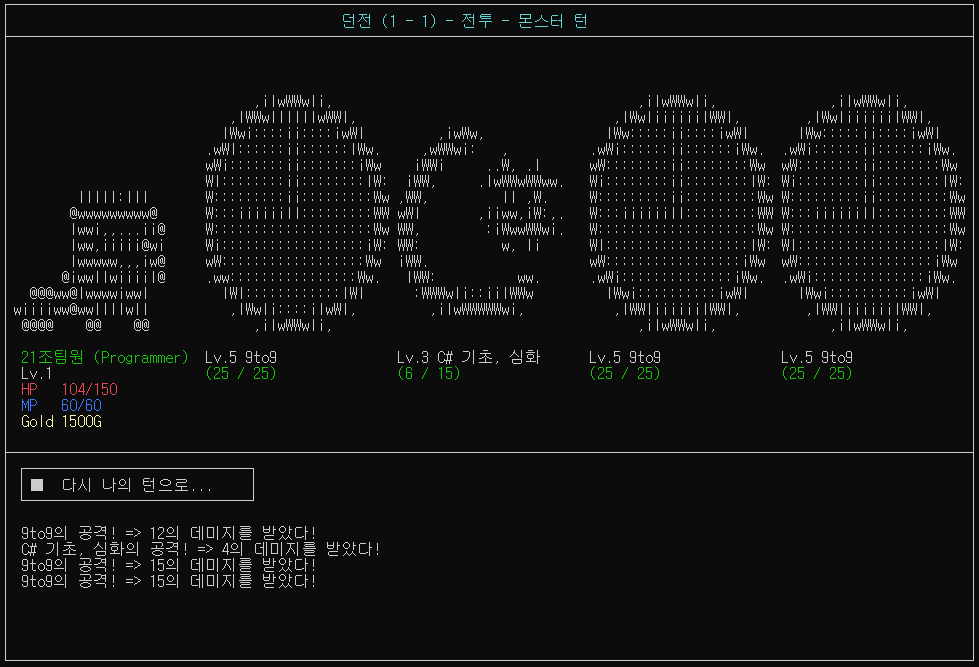 던전 (1 - 1) - 전투 - 몬스터 턴
21조팀원 (Programmer)
Lv.1
HP 104/150
MP 60/60
Gold 1500G
Lv.5 9to9
(25 / 25)
Lv.3 C# 기초, 심화
(6 / 15)
Lv.5 9to9
(25 / 25)
Lv.5 9to9
(25 / 25)
■ 다시 나의 턴으로...
9to9의 공격! => 12의 데미지를 받았다!
C# 기초, 심화의 공격! => 4의 데미지를 받았다!
9to9의 공격! => 15의 데미지를 받았다!
9to9의 공격! => 15의 데미지를 받았다!